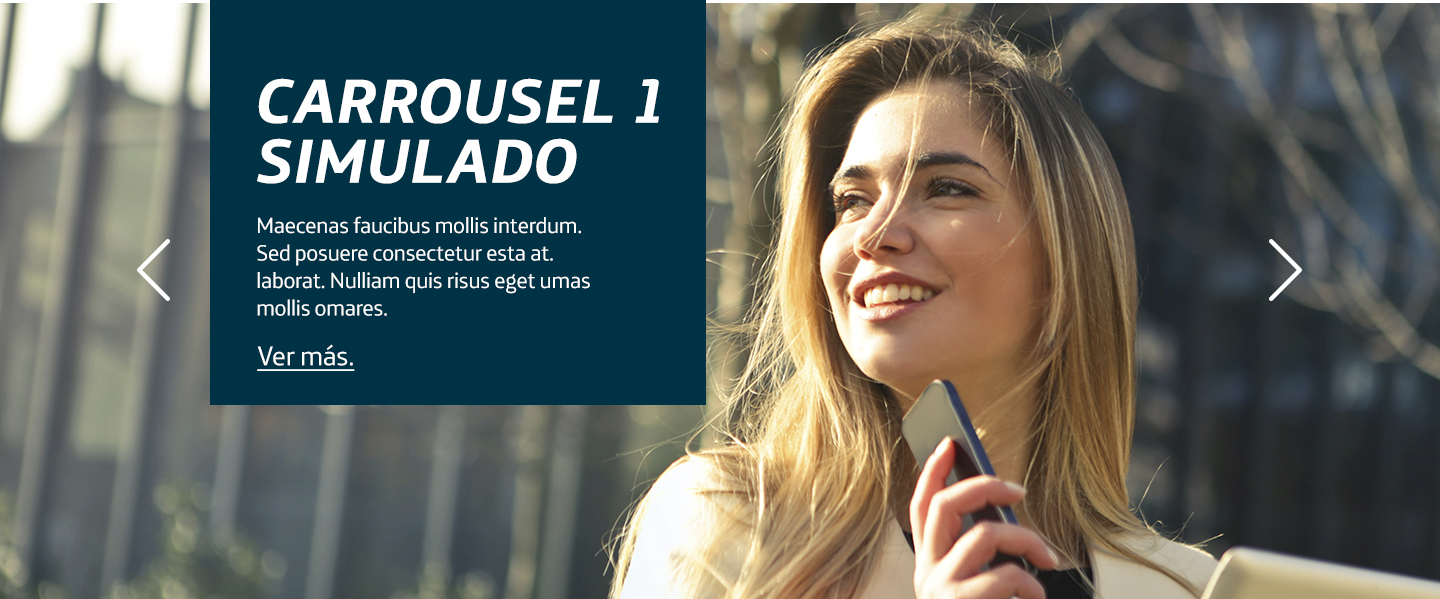 CARROUSEL 1
SIMULADO
Maecenas faucibus mollis interdum.
Sed posuere consectetur esta at.
laborat. Nulliam quis risus eget umas
mollis omares.
Ver más.